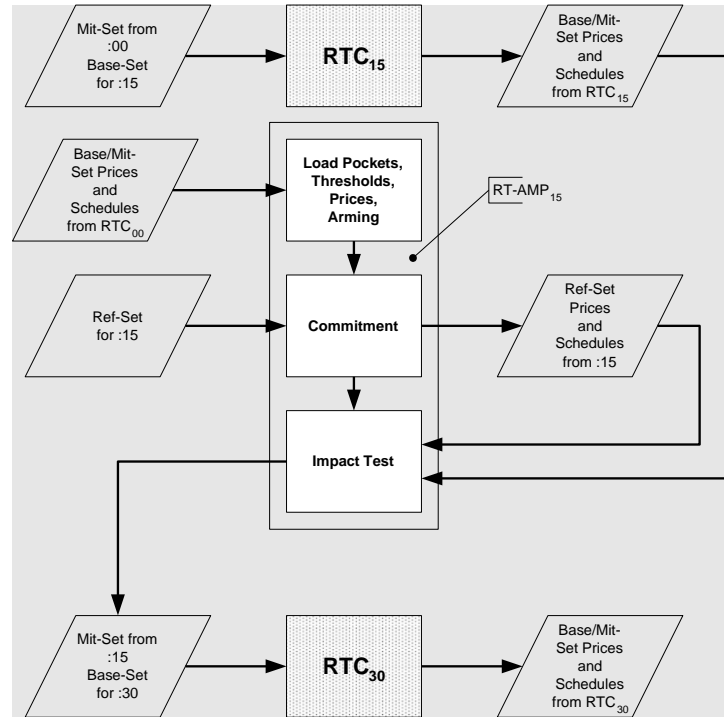 Mit-Set from
:00
Base-Set
for :15
RTC15
Base/Mit-
Set Prices
and
Schedules
from RTC15
Base/Mit-
Set Prices
and
Schedules
from RTC00
Load Pockets,
Thresholds,
Prices,
Arming
RT-AMP15
Ref-Set
for :15
Commitment
Ref-Set
Prices
and
Schedules
from :15
Impact Test
Mit-Set from
:15
Base-Set
for :30
RTC30
Base/Mit-
Set Prices
and
Schedules
from RTC30